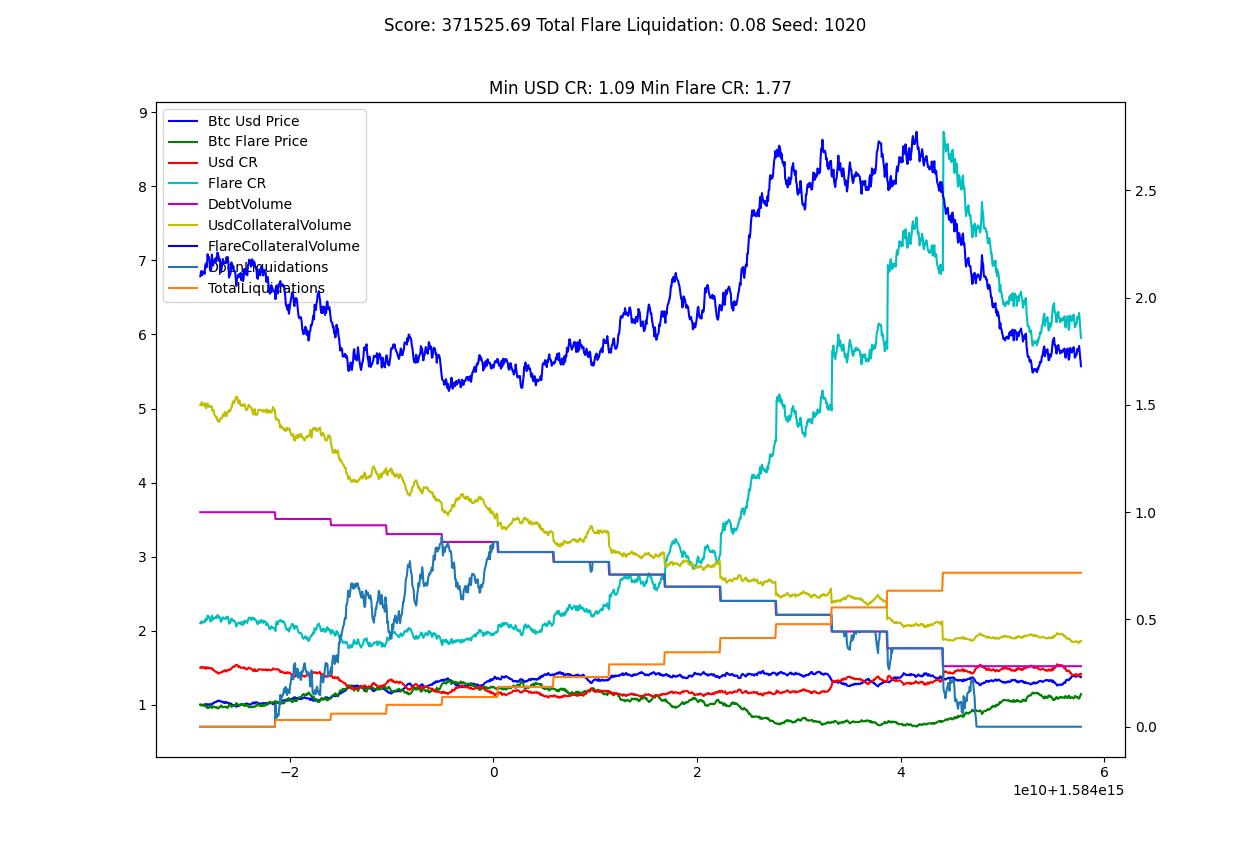 Score: 371525.69 Total Flare Liquidation: 0.08 Seed: 1020
Min USD CR: 1.09 Min Flare CR: 1.77
Btc Usd Price
Btc Flare Price
Usd CR
Flare CR
DebtVolume
UsdCollateralVolume
FlareCollateralVolume
OpenLiquidations
TotalLiquidations
9
8
7
6
5
4
3
2
1
2.5
2.0
1.5
1.0
0.5
0.0
−2
0
2
4
6
1e10+1.584e15